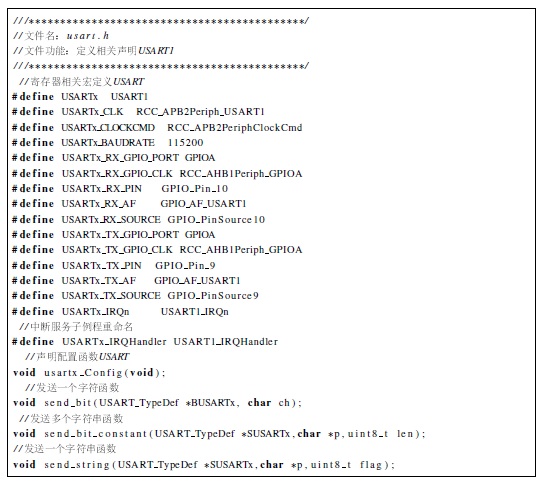 ///*********************************************/
//文件名：usart.h
//文件功能：定义相关声明USART1
///*********************************************/
//寄存器相关宏定义USART
#define USARTx USART1
#define USARTx_CLK RCC_APB2Periph_USART1
#define USARTx_CLOCKCMD RCC_APB2PeriphClockCmd
#define USARTx_BAUDRATE 115200
#define USARTx_RX_GPIO_PORT GPIOA
#define USARTx_RX_GPIO_CLK RCC_AHB1Periph_GPIOA
#define USARTx_RX_PIN GPIO_Pin_10
#define USARTx_RX_AF GPIO_AF_USART1
#define USARTx_RX_SOURCE GPIO_PinSource10
#define USARTx_TX_GPIO_PORT GPIOA
#define USARTx_TX_GPIO_CLK RCC_AHB1Periph_GPIOA
#define USARTx_TX_PIN GPIO_Pin_9
#define USARTx_TX_AF GPIO_AF_USART1
#define USARTx_TX_SOURCE GPIO_PinSource9
#define USARTx_IRQn USART1_IRQn
//中断服务子例程重命名
#define USARTx_IRQHandler USART1_IRQHandler
//声明配置函数USART
void usartx_Config(void);
//发送一个字符函数
void send_bit(USART_TypeDef *BUSARTx, char ch);
//发送多个字符串函数
void send_bit_constant(USART_TypeDef *SUSARTx,char *p,uint8_t len);
//发送一个字符串函数
void send_string(USART_TypeDef *SUSARTx,char *p,uint8_t flag);